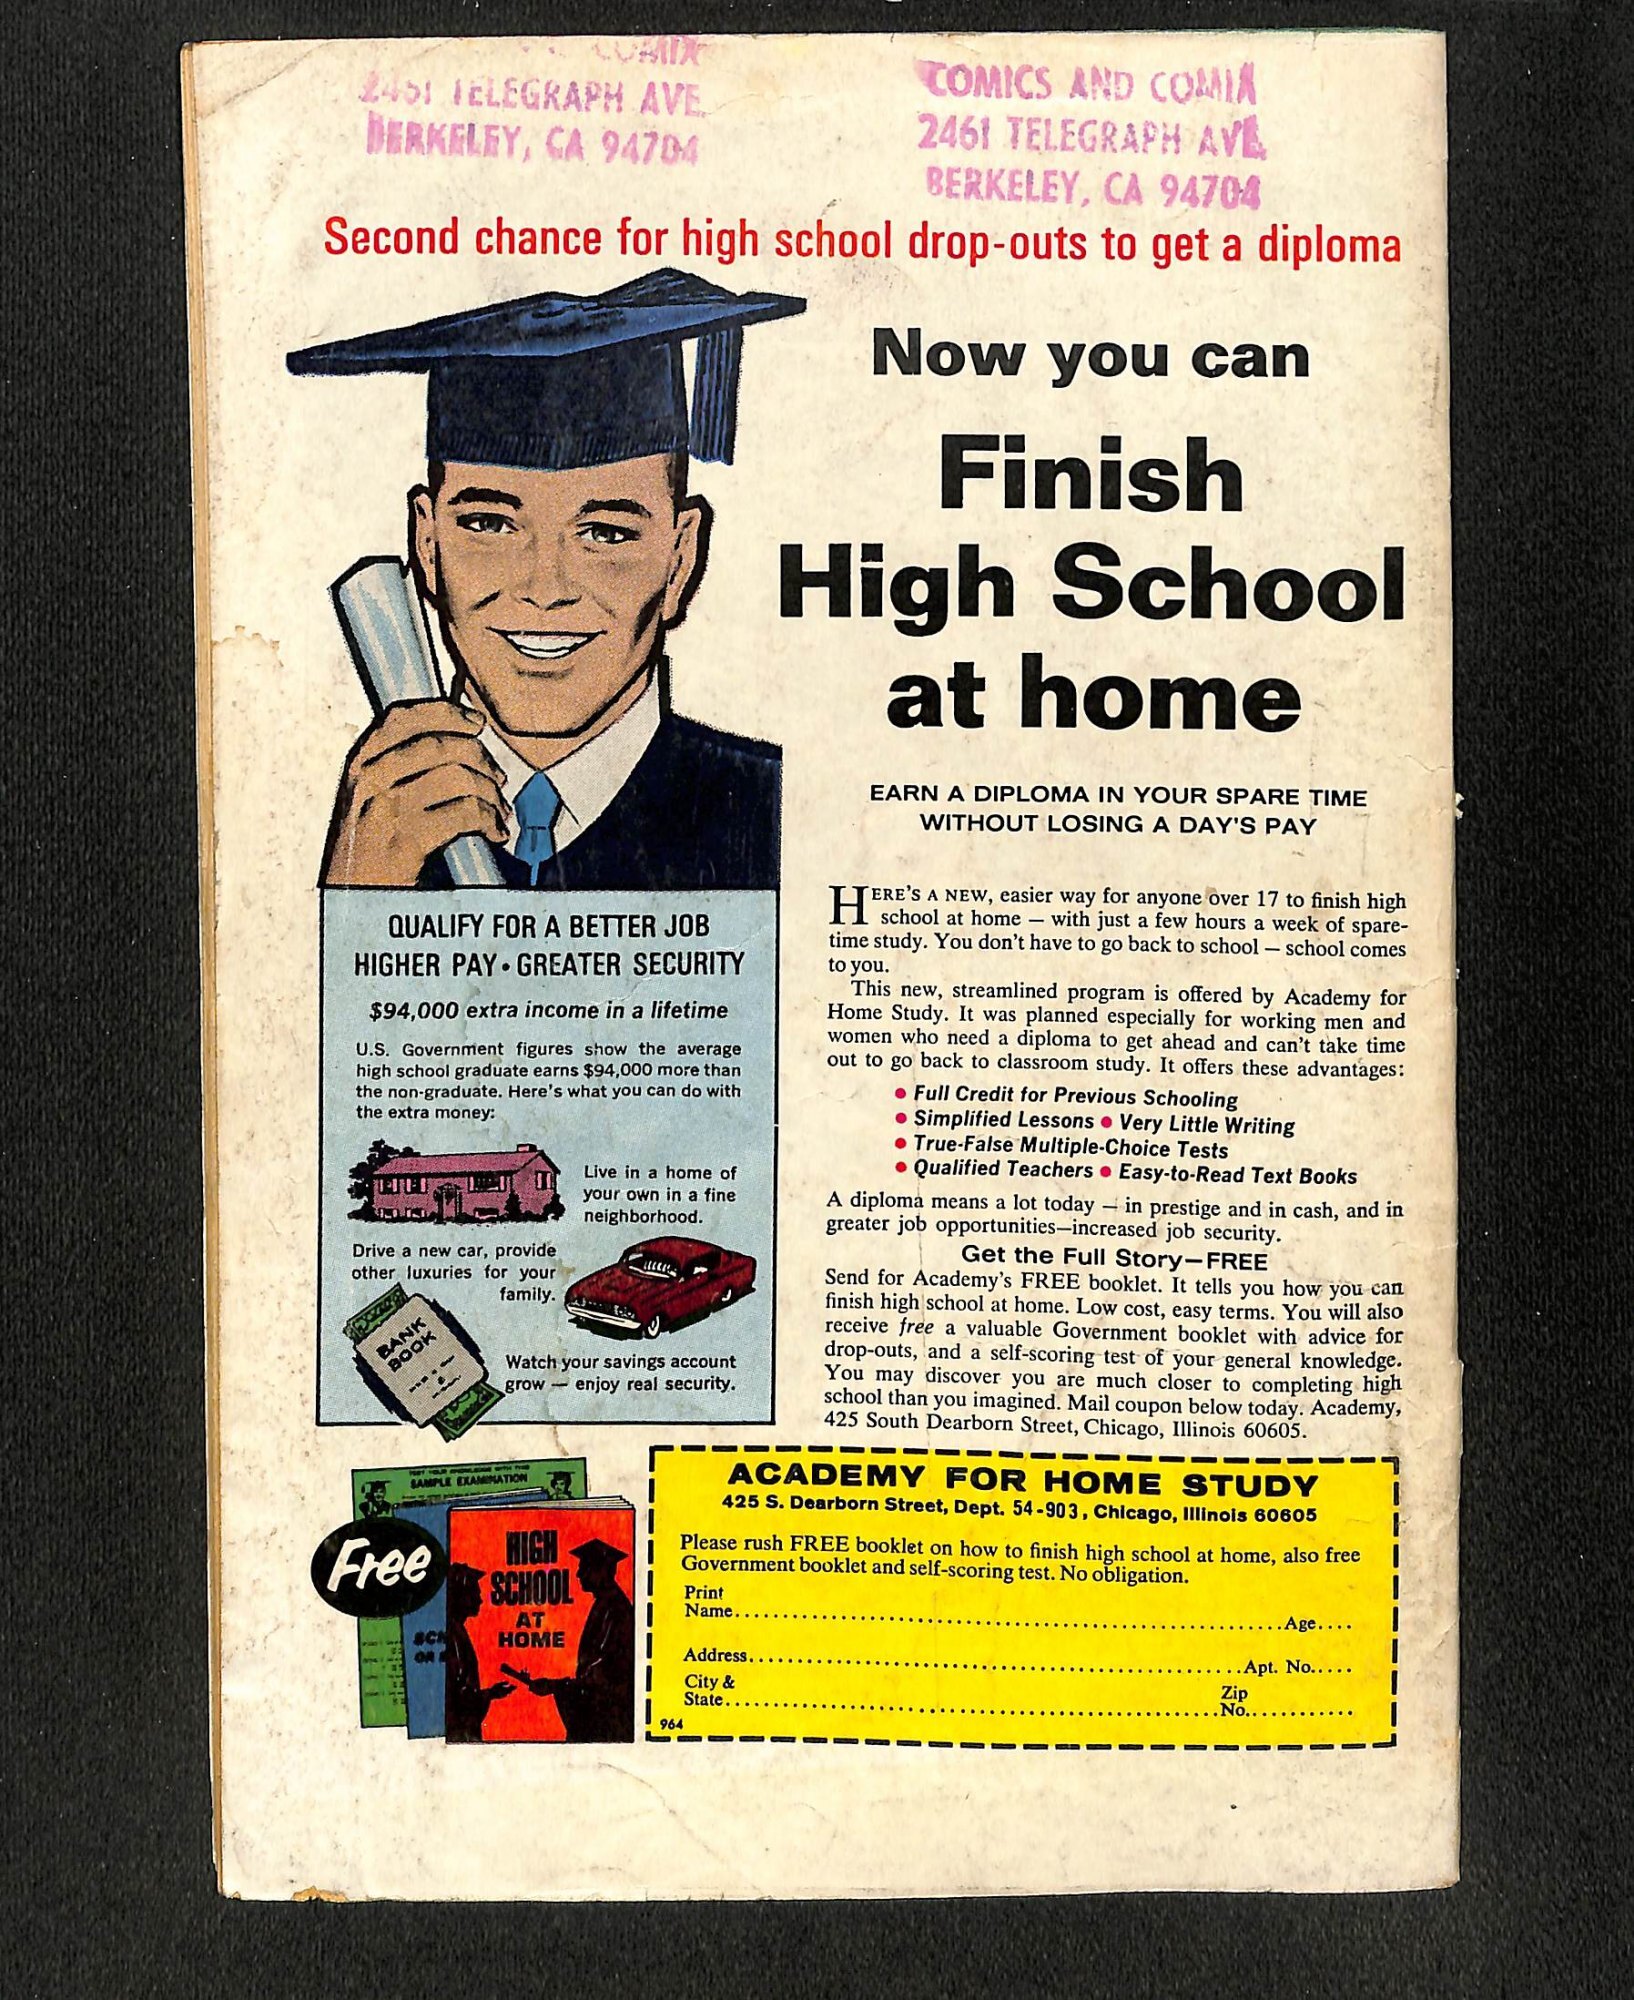 COMIX
2461 TELEGRAPH AVE.
BERKELEY, CA 94704
COMICS AND COMIX
2461 TELEGRAPH AVE.
BERKELEY, CA 94704
Second chance for high school drop-outs to get a diploma
Now you can
Finish
High School
at home
EARN A DIPLOMA IN YOUR SPARE TIME
WITHOUT LOSING A DAY'S PAY
QUALIFY FOR A BETTER JOB
HIGHER PAY • GREATER SECURITY
$94,000 extra income in a lifetime
U.S. Government figures show the average
high school graduate earns $94,000 more than
the non-graduate. Here's what you can do with
the extra money:
Live in a home of
your own in a fine
neighborhood.
Drive a new car, provide
other luxuries for your
family.
BANK
BOOK
Watch your savings account
grow — enjoy real security.
HERE'S A NEW, easier way for anyone over 17 to finish high
school at home — with just a few hours a week of spare-
time study. You don't have to go back to school — school comes
to you.
This new, streamlined program is offered by Academy for
Home Study. It was planned especially for working men and
women who need a diploma to get ahead and can't take time
out to go back to classroom study. It offers these advantages:
• Full Credit for Previous Schooling
• Simplified Lessons • Very Little Writing
• True-False Multiple-Choice Tests
• Qualified Teachers • Easy-to-Read Text Books
A diploma means a lot today — in prestige and in cash, and in
greater job opportunities—increased job security.
Get the Full Story—FREE
Send for Academy's FREE booklet. It tells you how you can
finish high school at home. Low cost, easy terms. You will also
receive free a valuable Government booklet with advice for
drop-outs, and a self-scoring test of your general knowledge.
You may discover you are much closer to completing high
school than you imagined. Mail coupon below today. Academy,
425 South Dearborn Street, Chicago, Illinois 60605.
TEST YOUR KNOWLEDGE WITH THIS
SAMPLE EXAMINATION
Free
HIGH
SCHOOL
AT
HOME
ACADEMY FOR HOME STUDY
425 S. Dearborn Street, Dept. 54-903, Chicago, Illinois 60605
Please rush FREE booklet on how to finish high school at home, also free
Government booklet and self-scoring test. No obligation.
Print
Name...............Age....
Address...............Apt. No.....
City &
State...............Zip
No............
964